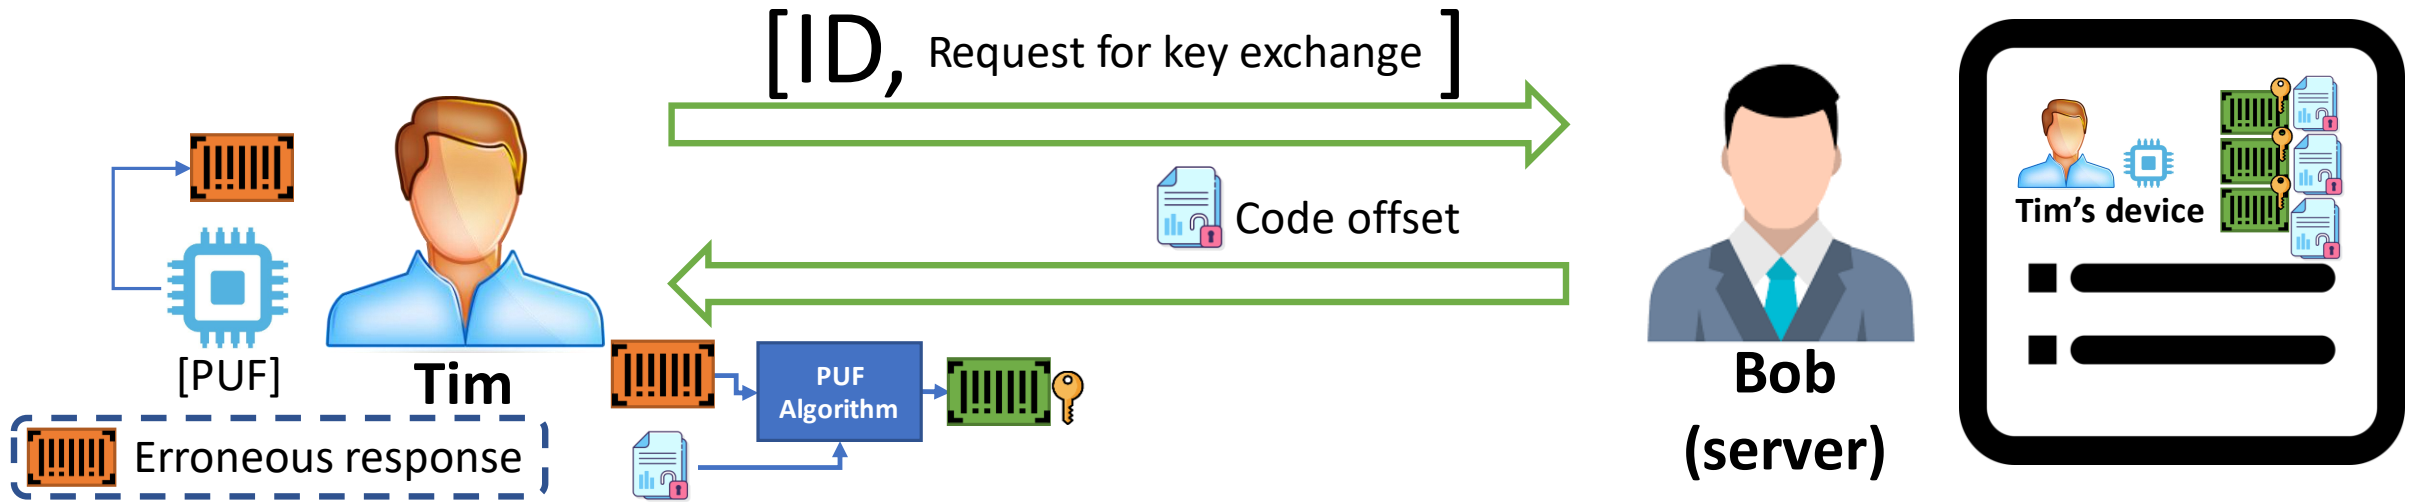 [ID, Request for key exchange ]
Code offset
Tim's device
[PUF]
Tim
PUF
Algorithm
Bob
(server)
Erroneous response